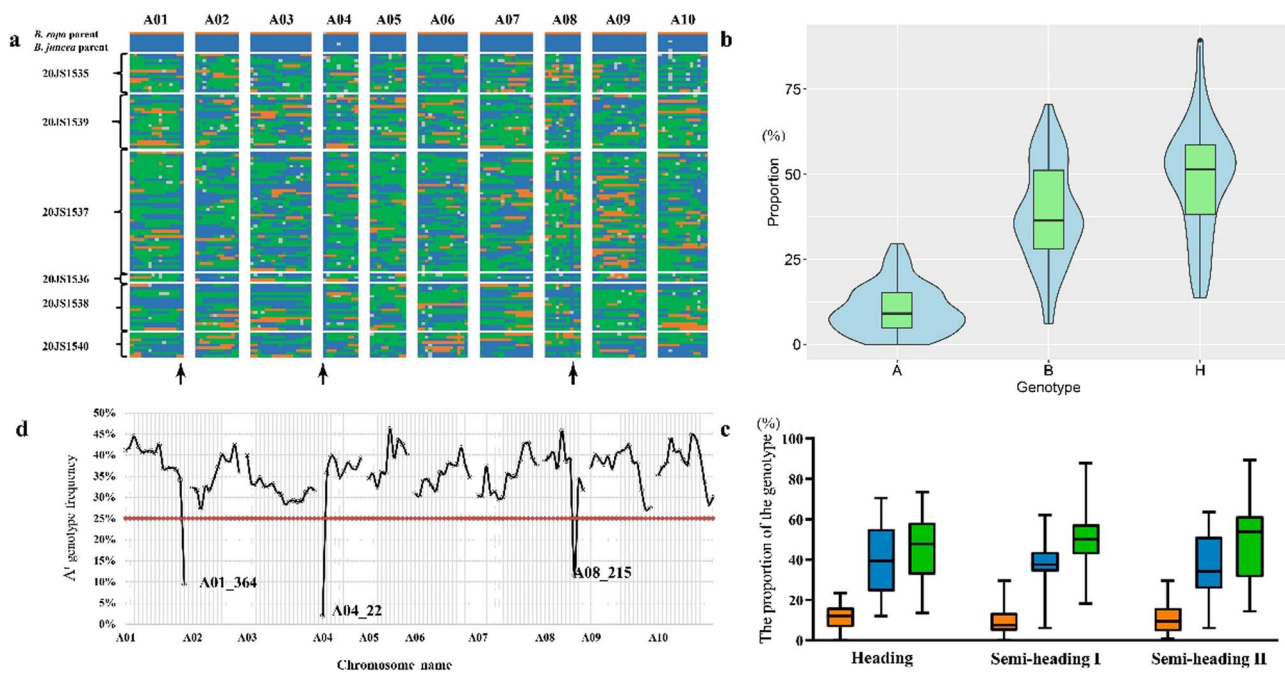 a
A01 A02 A03 A04 A05 A06 A07 A08 A09 A10
B. rapa parent
B. juncea parent
20JS1535
20JS1539
20JS1537
20JS1536
20JS1538
20JS1540
b
(%)
Proportion
75
50
25
0
A B H
Genotype
d
Aʳ genotype frequency
50%
45%
40%
35%
30%
25%
20%
15%
10%
5%
0%
A01_364
A04_22
A08_215
A01 A02 A03 A04 A05 A06 A07 A08 A09 A10
Chromosome name
c
(%)
The proportion of the genotype
100
80
60
40
20
0
Heading Semi-heading I Semi-heading II